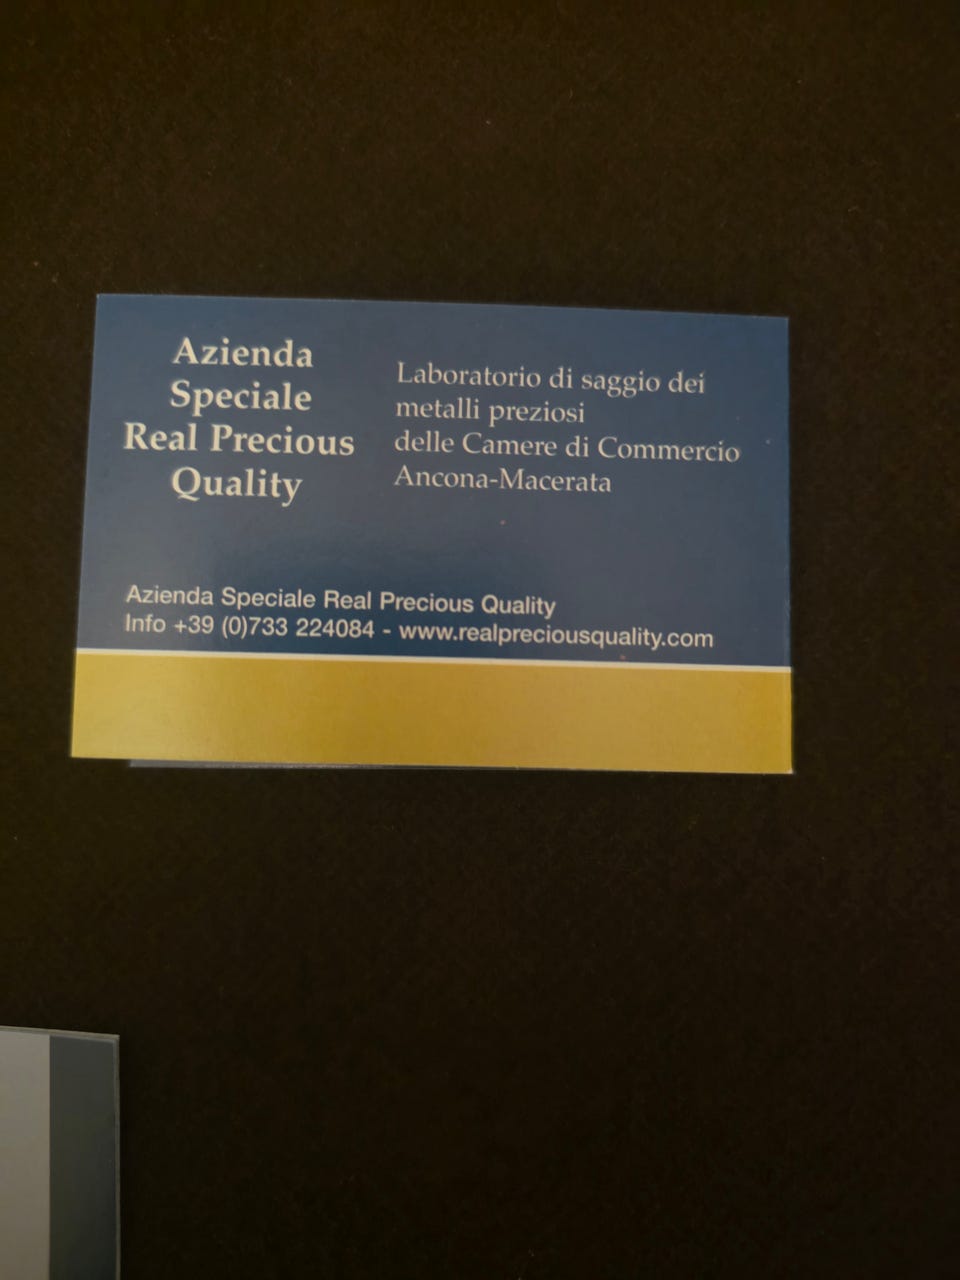 Azienda
Speciale
Real Precious
Quality
Laboratorio di saggio dei
metalli preziosi
delle Camere di Commercio
Ancona-Macerata
Azienda Speciale Real Precious Quality
Info +39 (0)733 224084 - www.realpreciousquality.com